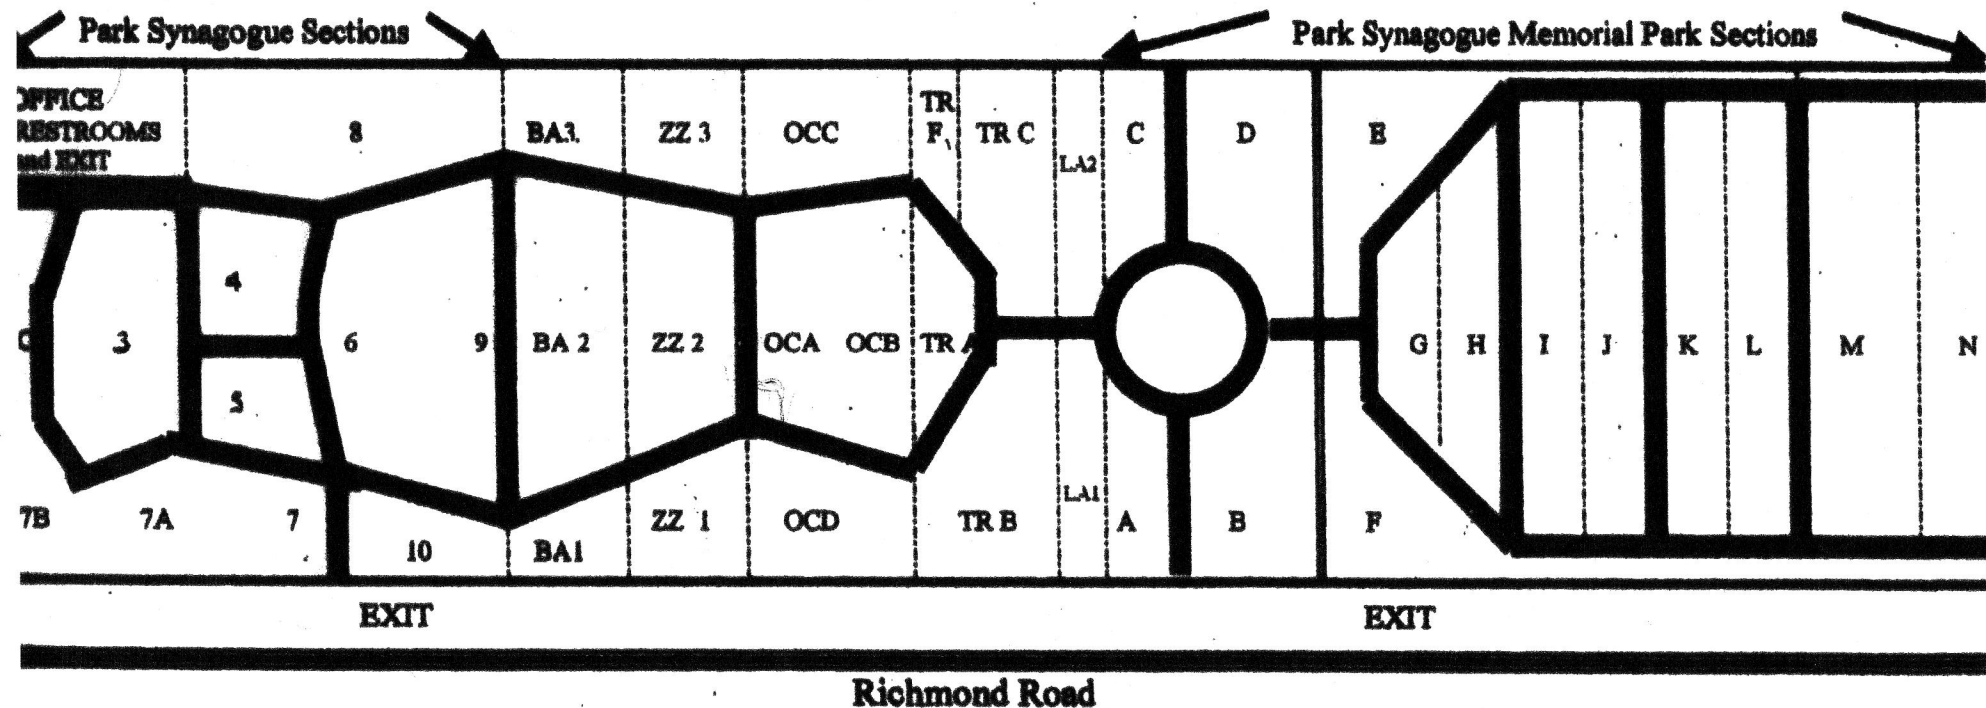 Park Synagogue Sections
Park Synagogue Memorial Park Sections
OFFICE
RESTROOMS
and EXIT
8
BA3
ZZ 3
OCC
TR
F
TR C
LA2
C
D
E
4
3
6
9
BA 2
ZZ 2
OCA
OCB
TR A
G
H
I
J
K
L
M
N
5
7B
7A
7
10
BA1
ZZ 1
OCD
TR B
LA1
A
B
F
EXIT
EXIT
Richmond Road